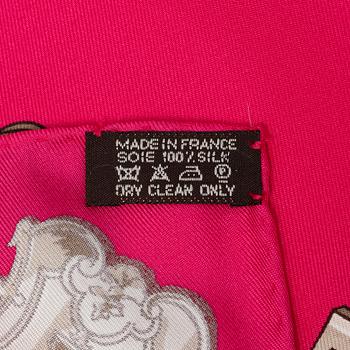 MADE IN FRANCE
SOIE 100% SILK
P
DRY CLEAN ONLY